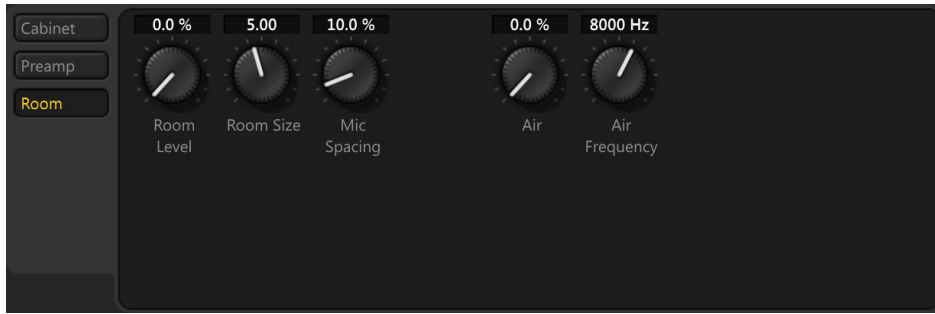 Cabinet
Preamp
Room
0.0 %
5.00
10.0 %
0.0 %
8000 Hz
Room
Level
Room Size
Mic
Spacing
Air
Air
Frequency